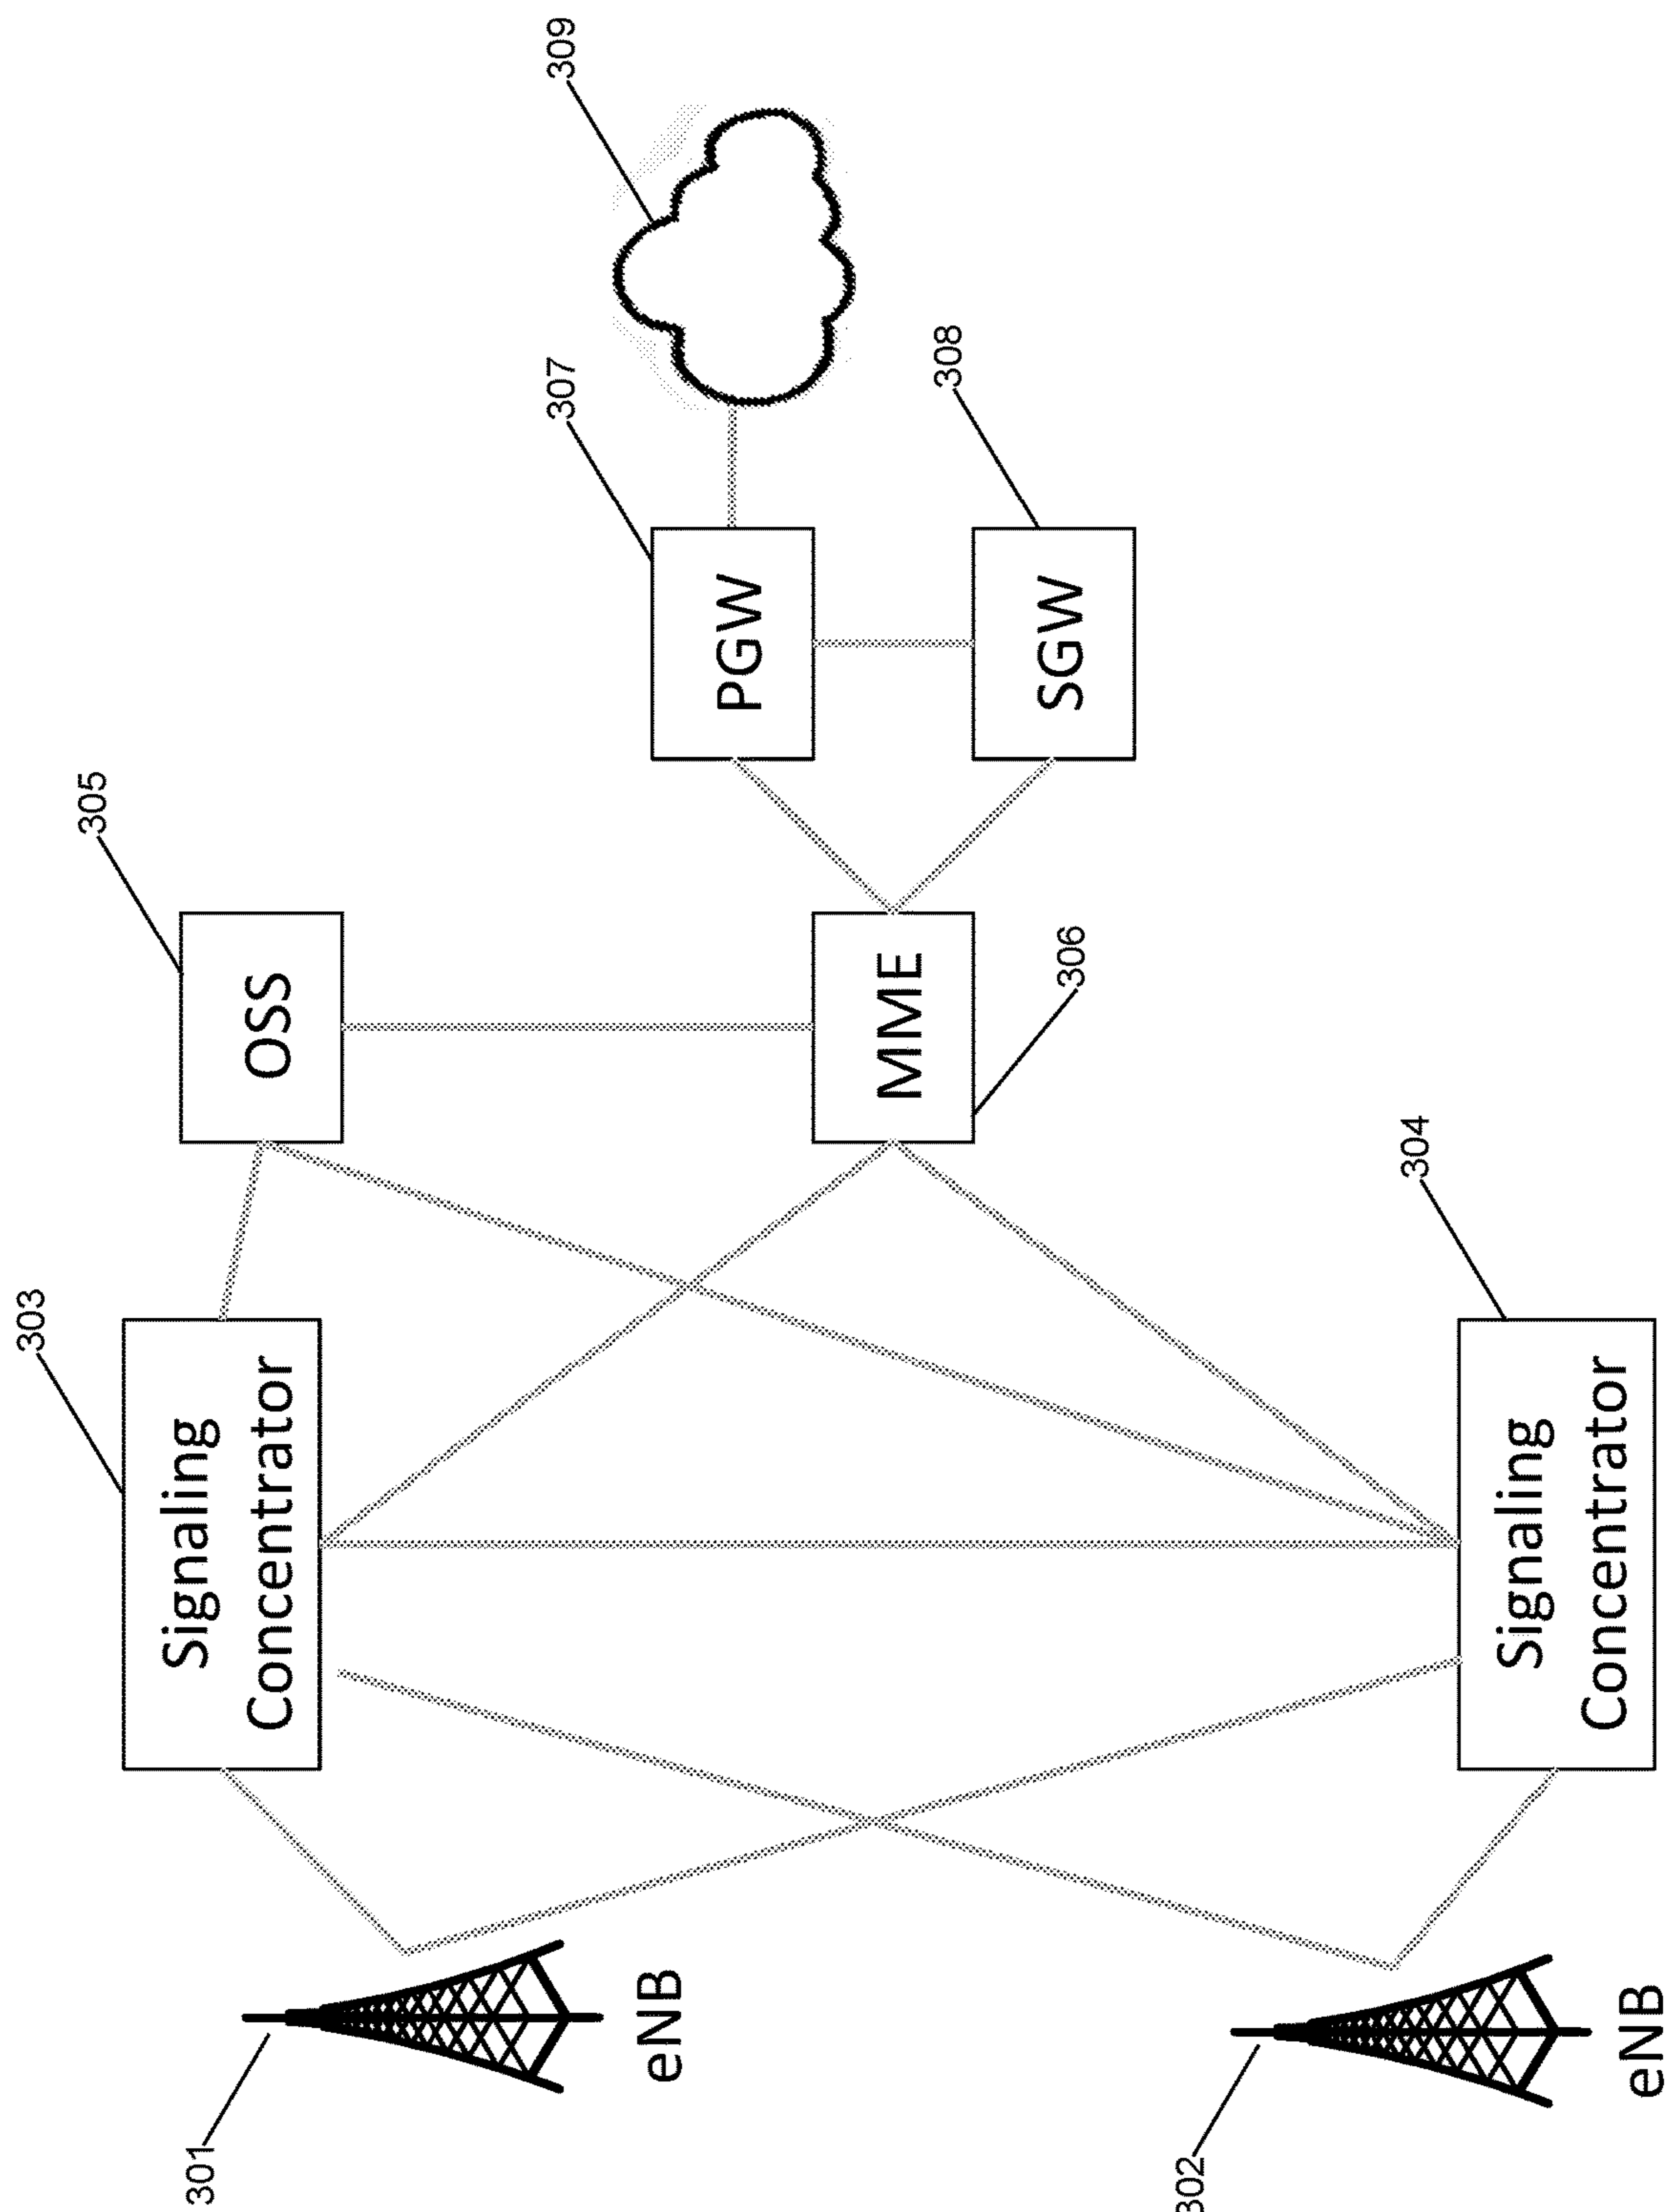 301
eNB
302
eNB
303
Signaling
Concentrator
304
Signaling
Concentrator
305
OSS
306
MME
307
PGW
308
SGW
309